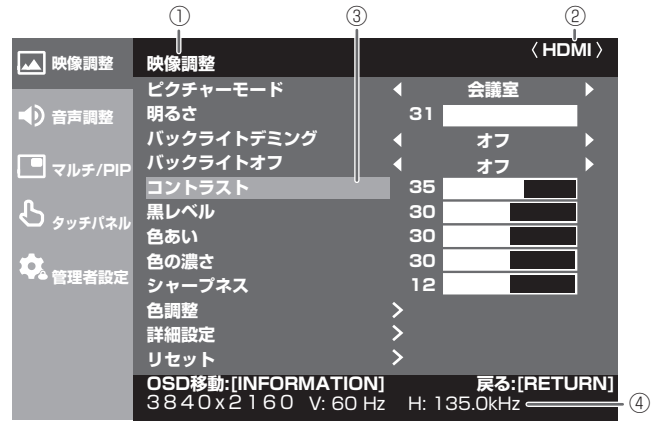 ① ③ ②
映像調整 映像調整 〈 HDMI 〉
ピクチャーモード 会議室
音声調整 明るさ 31
バックライトデミング オフ
マルチ/PIP バックライトオフ オフ
コントラスト 35
タッチパネル 黒レベル 30
色あい 30
管理者設定 色の濃さ 30
シャープネス 12
色調整
詳細設定
リセット
OSD移動:[INFORMATION] 戻る:[RETURN]
3840x2160 V: 60 Hz H: 135.0kHz ④